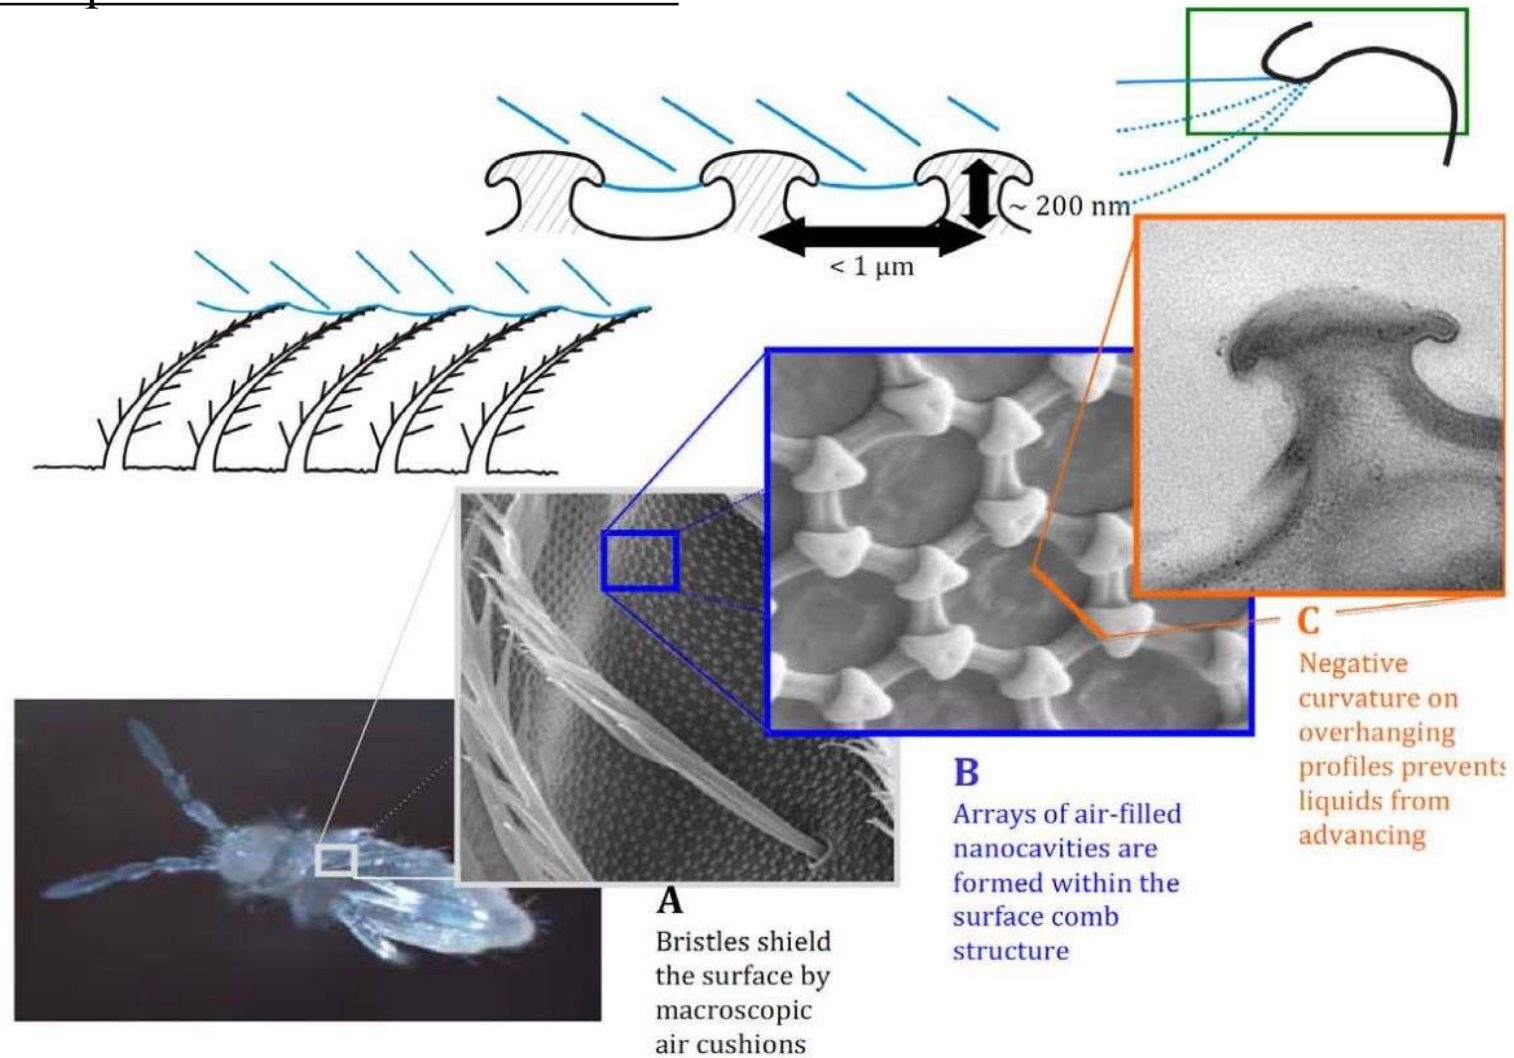 ~ 200 nm
< 1 µm
A
Bristles shield
the surface by
macroscopic
air cushions
B
Arrays of air-filled
nanocavities are
formed within the
surface comb
structure
C
Negative
curvature on
overhanging
profiles prevents
liquids from
advancing